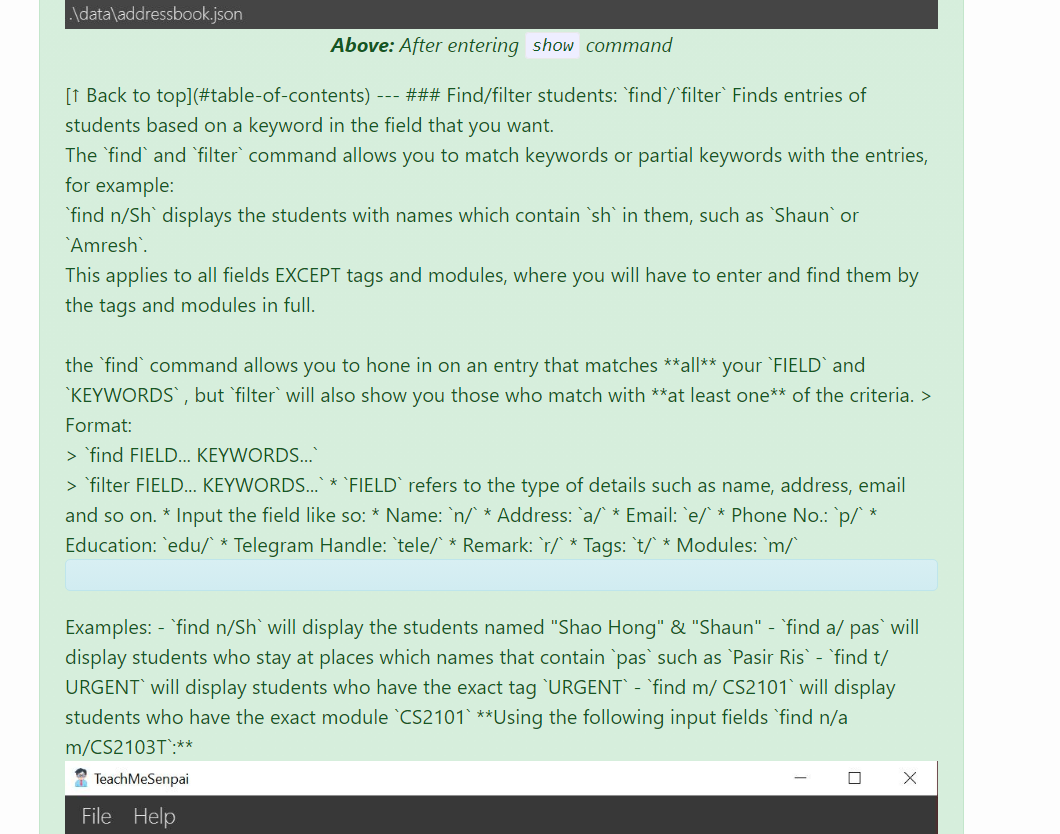 .\data\addressbook.json
Above: After entering show command
[↑ Back to top](#table-of-contents) --- ### Find/filter students: `find`/`filter` Finds entries of
students based on a keyword in the field that you want.
The `find` and `filter` command allows you to match keywords or partial keywords with the entries,
for example:
`find n/Sh` displays the students with names which contain `sh` in them, such as `Shaun` or
`Amresh`.
This applies to all fields EXCEPT tags and modules, where you will have to enter and find them by
the tags and modules in full.
the `find` command allows you to hone in on an entry that matches **all** your `FIELD` and
`KEYWORDS` , but `filter` will also show you those who match with **at least one** of the criteria. >
Format:
> `find FIELD... KEYWORDS...`
> `filter FIELD... KEYWORDS...` * `FIELD` refers to the type of details such as name, address, email
and so on. * Input the field like so: * Name: `n/` * Address: `a/` * Email: `e/` * Phone No.: `p/` *
Education: `edu/` * Telegram Handle: `tele/` * Remark: `r/` * Tags: `t/` * Modules: `m/`
Examples: - `find n/Sh` will display the students named "Shao Hong" & "Shaun" - `find a/ pas` will
display students who stay at places which names that contain `pas` such as `Pasir Ris` - `find t/
URGENT` will display students who have the exact tag `URGENT` - `find m/ CS2101` will display
students who have the exact module `CS2101` **Using the following input fields `find n/a
m/CS2103T`:**
TeachMeSenpai
File Help